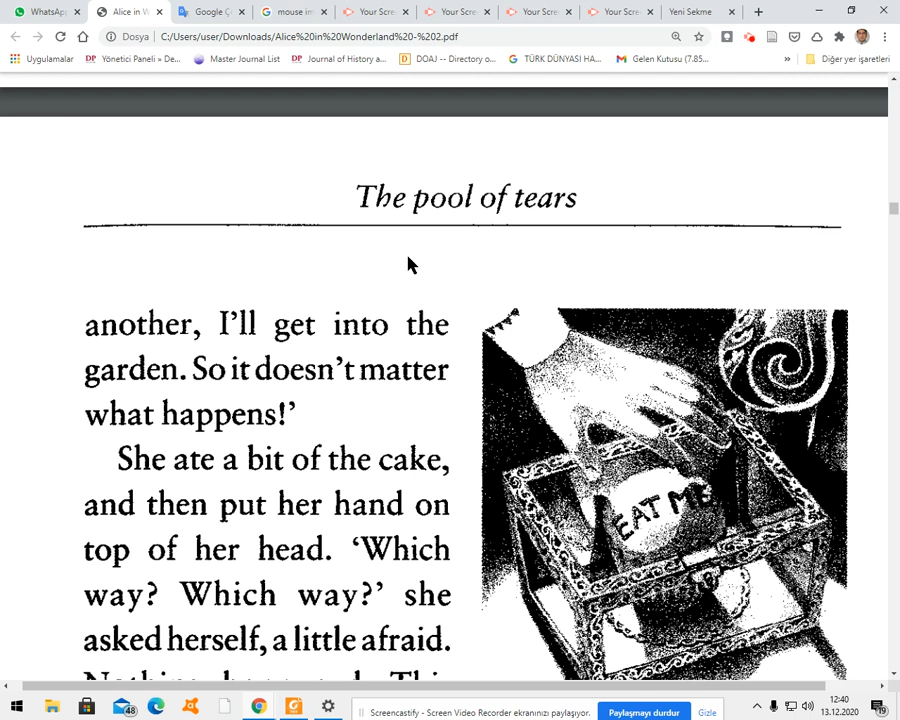 WhatsApp
Alice in W
Google Ç
mouse im
Your Scre
Your Scre
Your Scre
Your Scre
Yeni Sekme
Dosya
C:/Users/user/Downloads/Alice%20in%20Wonderland%20-%202.pdf
Uygulamalar
DP Yönetici Paneli » De...
Master Journal List
DP Journal of History a...
D DOAJ -- Directory o...
G TÜRK DÜNYASI HA...
Gelen Kutusu (7.85...
»
Diğer yer işaretleri
The pool of tears
another, I'll get into the
garden. So it doesn't matter
what happens!'
She ate a bit of the cake,
and then put her hand on
top of her head. 'Which
way? Which way?' she
asked herself, a little afraid.
EAT ME
48
Screencastify - Screen Video Recorder ekranınızı paylaşıyor.
Paylaşmayı durdur
Gizle
12:40
13.12.2020
19